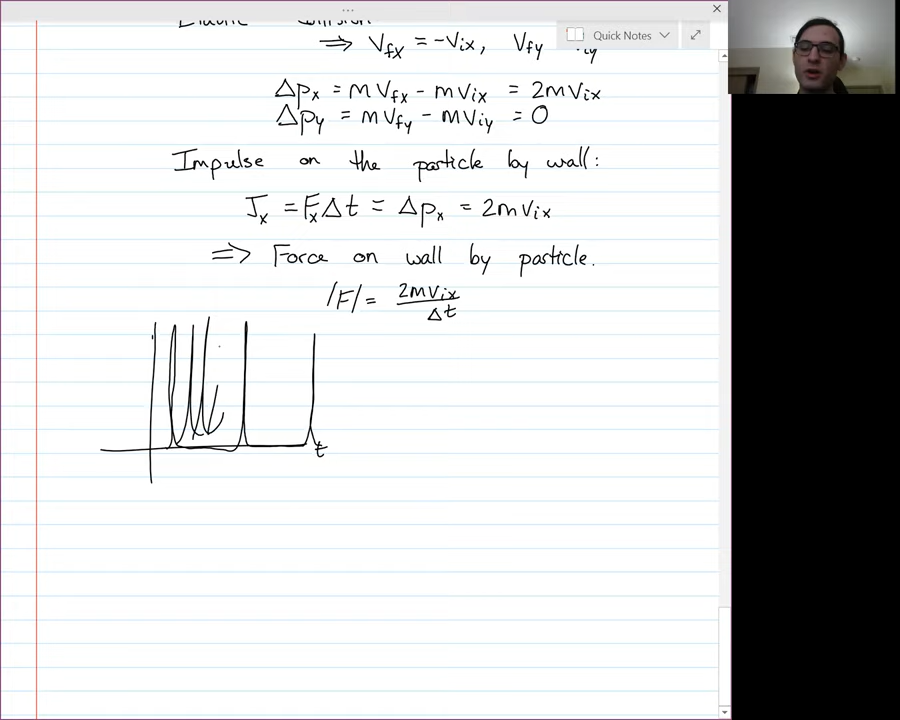 Quick Notes
⇒ Vfx = -Vix, Vfy
Δpx = mVfx - mVix = 2mVix
Δpy = mVfy - mViy = 0
Impulse on the particle by wall:
Jx = FxΔt = Δpx = 2mVix
⇒ Force on wall by particle.
|F| = 2mVix / Δt
t